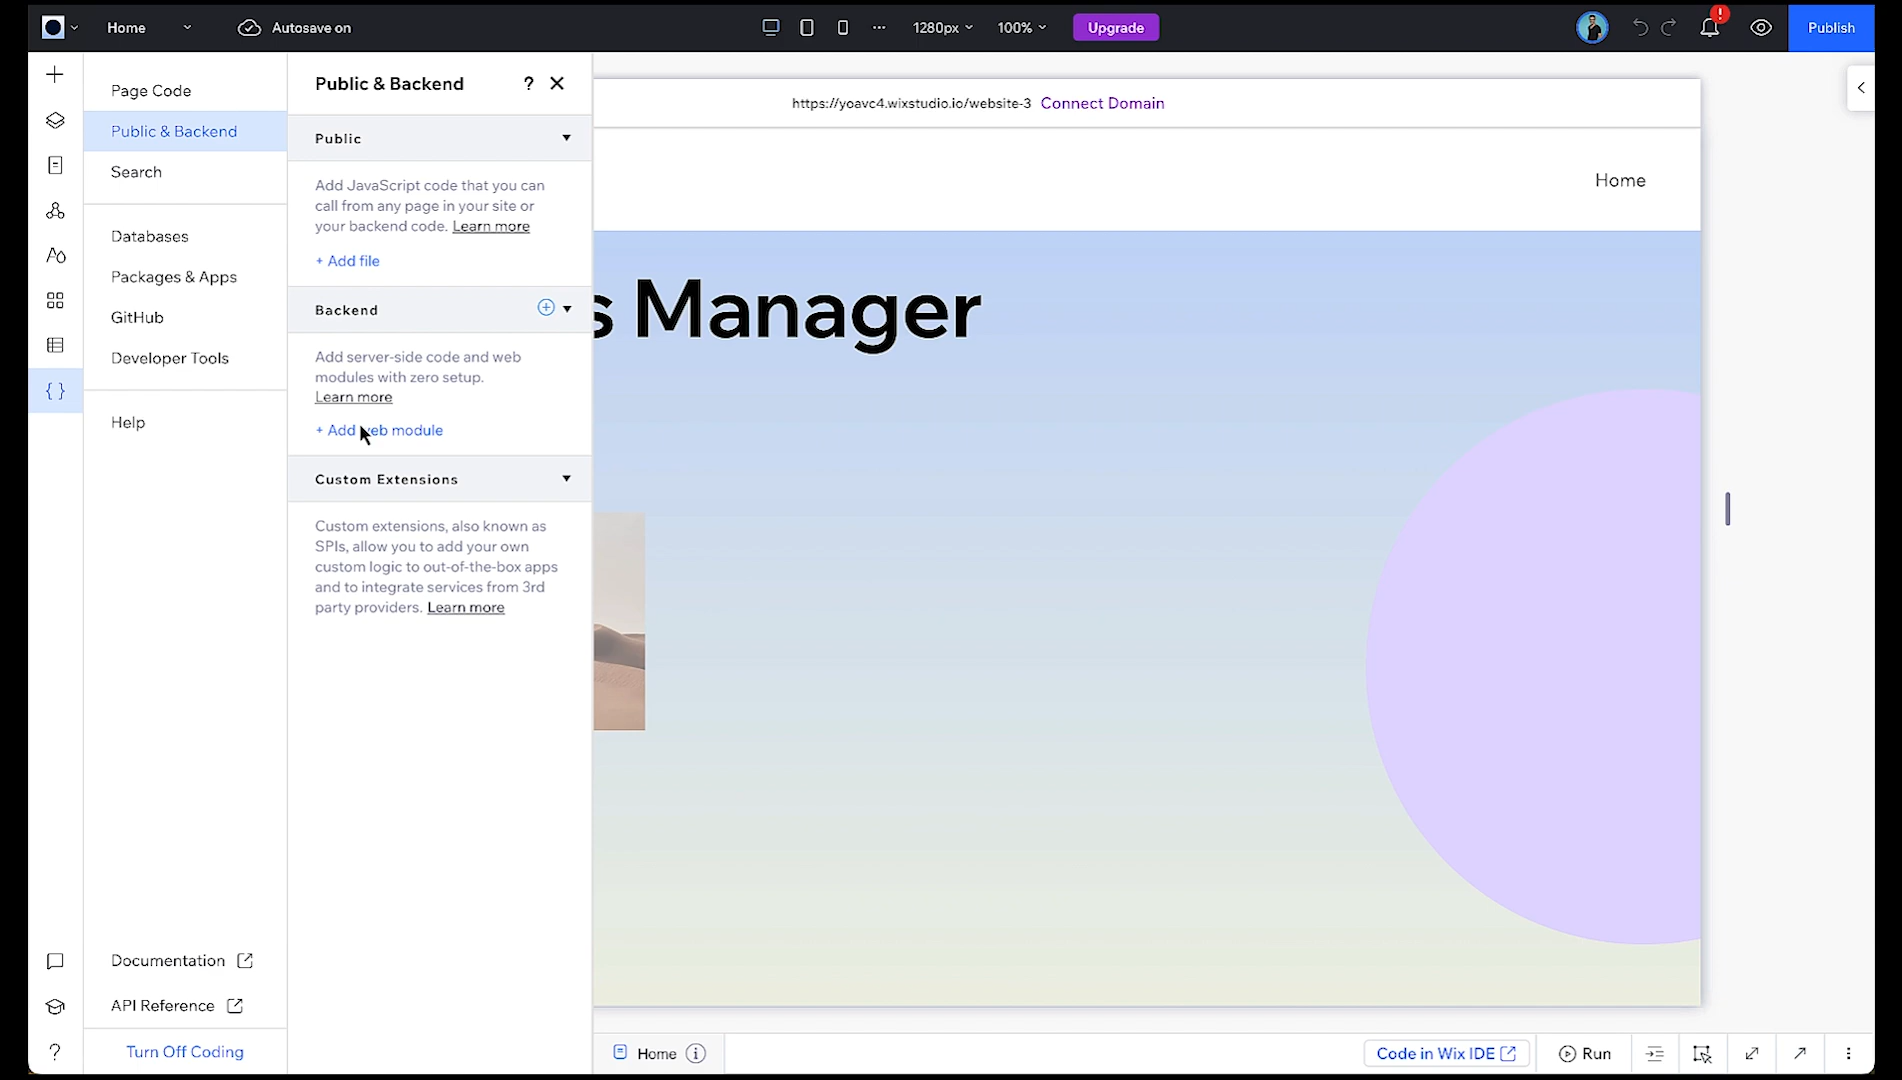 Home
Autosave on
1280px
100%
Upgrade
Publish
Page Code
Public & Backend
Search
Databases
Packages & Apps
GitHub
Developer Tools
Help
Documentation
API Reference
Turn Off Coding
Public & Backend
?
Public
Add JavaScript code that you can
call from any page in your site or
your backend code. Learn more
+ Add file
Backend
Add server-side code and web
modules with zero setup.
Learn more
+ Add web module
Custom Extensions
Custom extensions, also known as
SPIs, allow you to add your own
custom logic to out-of-the-box apps
and to integrate services from 3rd
party providers. Learn more
https://yoavc4.wixstudio.io/website-3 Connect Domain
Home
s Manager
Home
Code in Wix IDE
Run